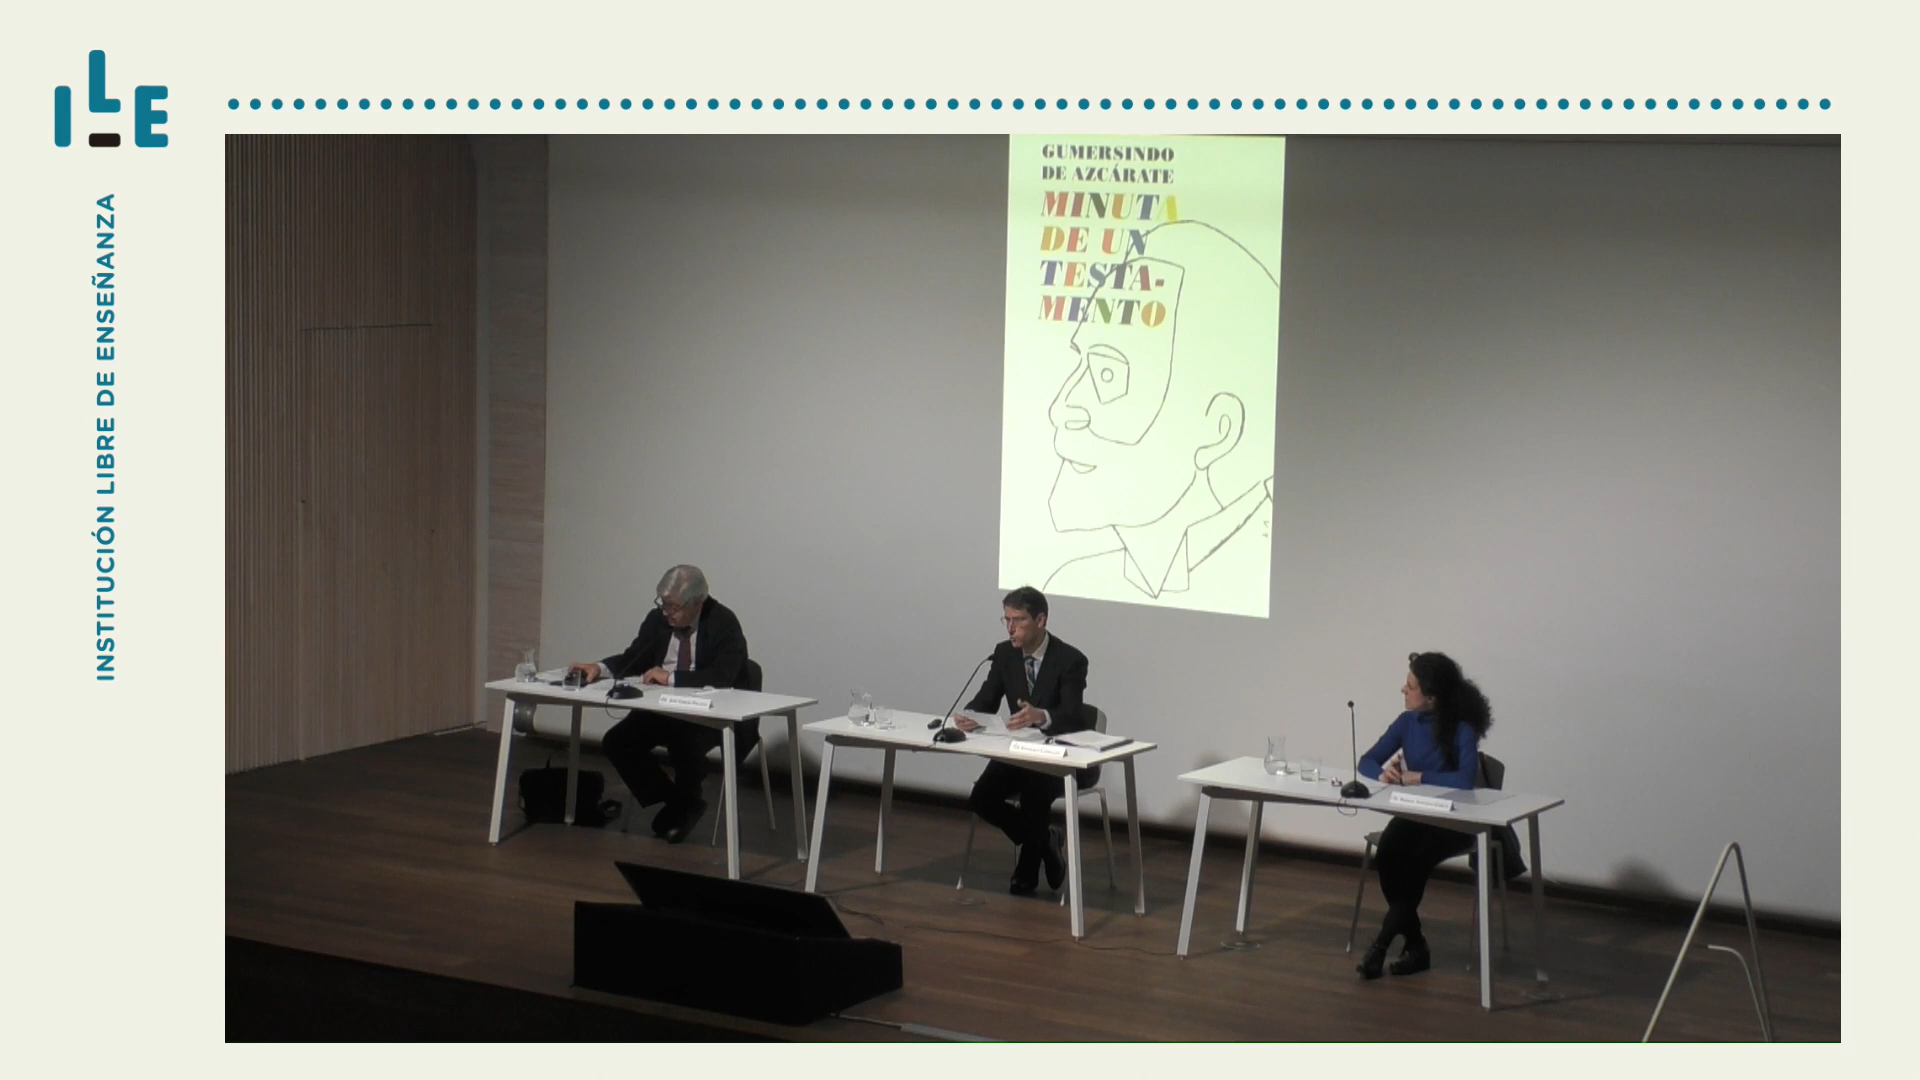 ILE
INSTITUCIÓN LIBRE DE ENSEÑANZA
GUMERSINDO
DE AZCÁRATE
MINUTA
DE UN
TESTA-
MENTO